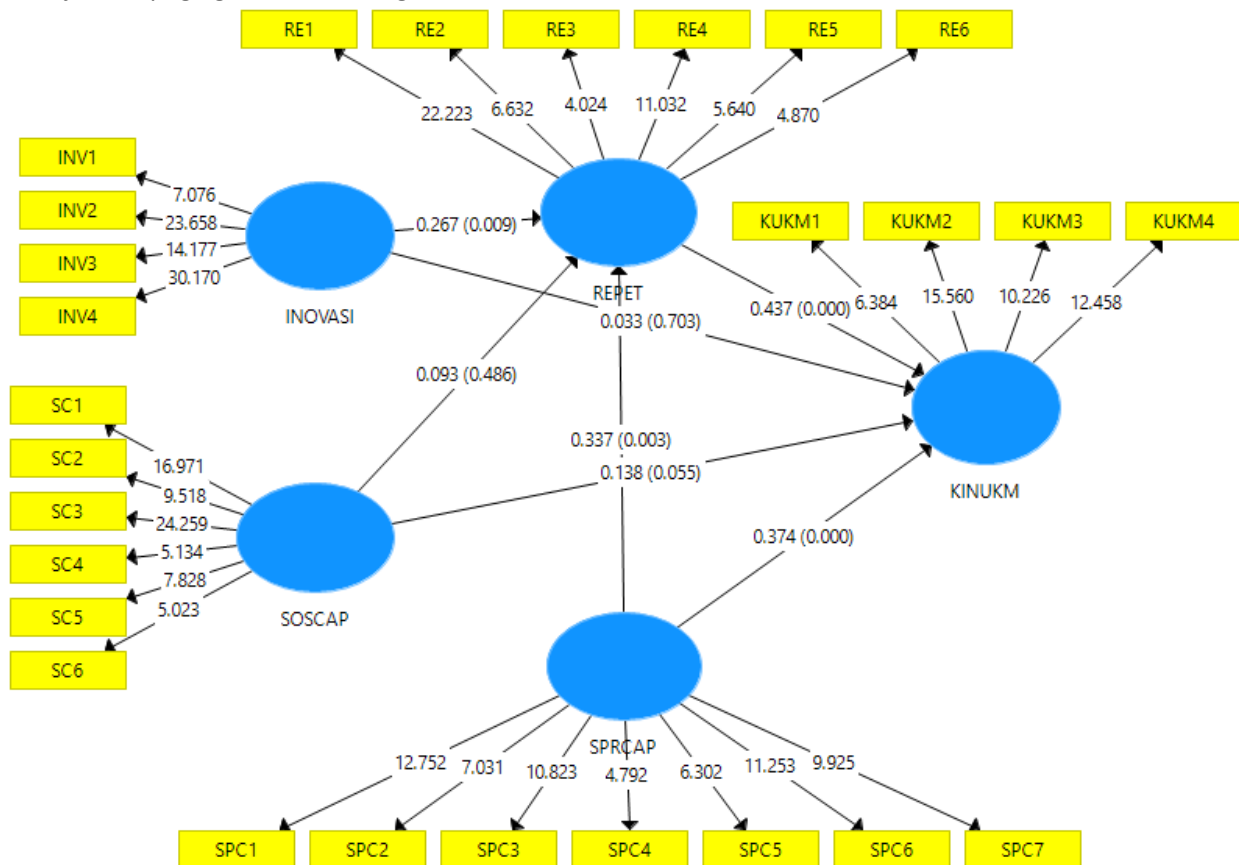 RE1 RE2 RE3 RE4 RE5 RE6
22.223 6.632 4.024 11.032 5.640 4.870
INV1
INV2
INV3
INV4
7.076
23.658
14.177
30.170
INOVASI
0.267 (0.009)
REPET
KUKM1 KUKM2 KUKM3 KUKM4
6.384 15.560 10.226 12.458
0.033 (0.703)
0.437 (0.000)
0.093 (0.486)
KINUKM
SC1
SC2
SC3
SC4
SC5
SC6
16.971
9.518
24.259
5.134
7.828
5.023
SOSCAP
0.337 (0.003)
0.138 (0.055)
0.374 (0.000)
SPRCAP
12.752 7.031 10.823 4.792 6.302 11.253 9.925
SPC1 SPC2 SPC3 SPC4 SPC5 SPC6 SPC7